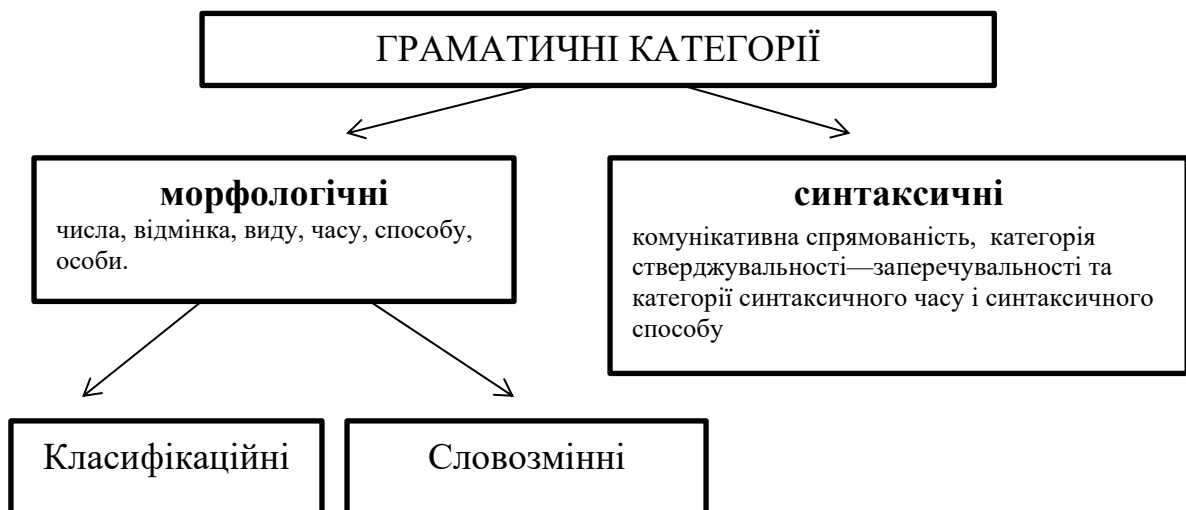 ГРАМАТИЧНІ КАТЕГОРІЇ
морфологічні
числа, відмінка, виду, часу, способу,
особи.
синтаксичні
комунікативна спрямованість, категорія
стверджувальності—заперечувальності та
категорії синтаксичного часу і синтаксичного
способу
Класифікаційні
Словозмінні